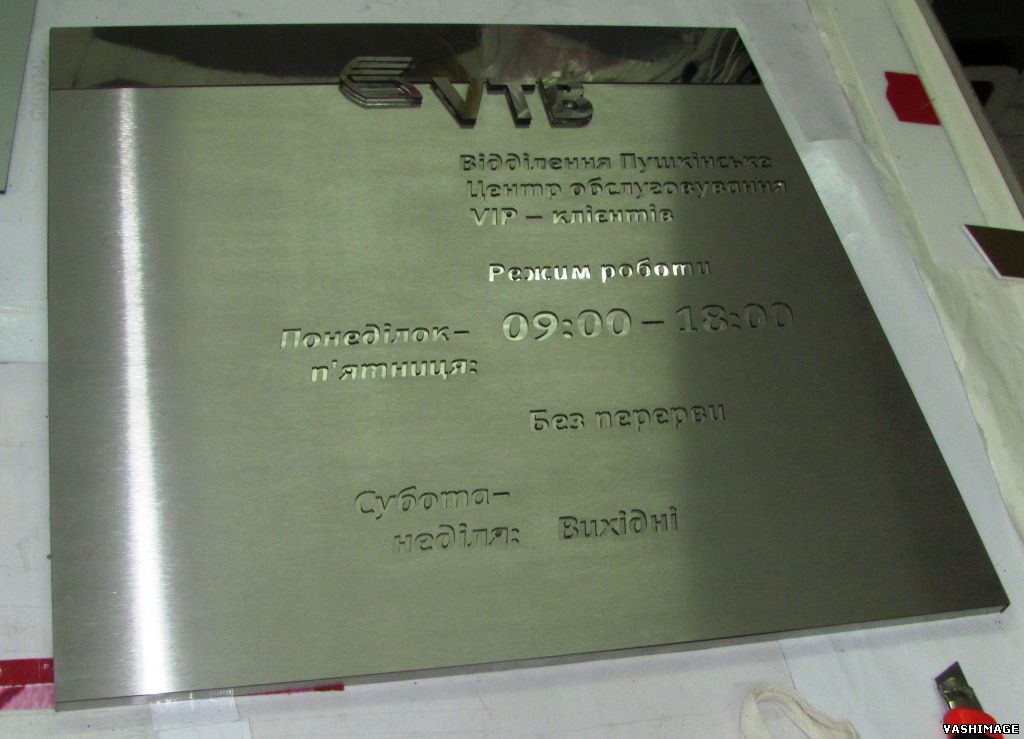 VTB
Відділення Пушкінське
Центр обслуговування
VIP – клієнтів
Режим роботи
Понеділок–
п'ятниця:
09:00 – 18:00
Без перерви
Субота–
неділя:
Вихідні
VASHIMAGE